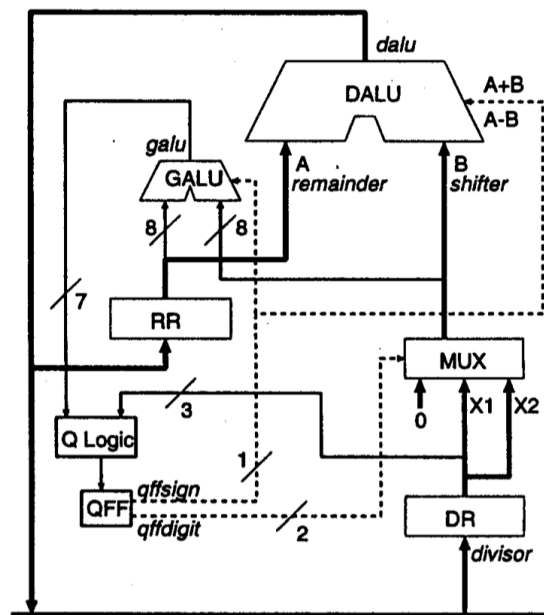 dalu
DALU
A+B
A-B
galu
GALU
A
remainder
B
shifter
8
8
7
RR
MUX
3
0
X1
X2
Q Logic
1
QFF
qffsign
qffdigit
2
DR
divisor